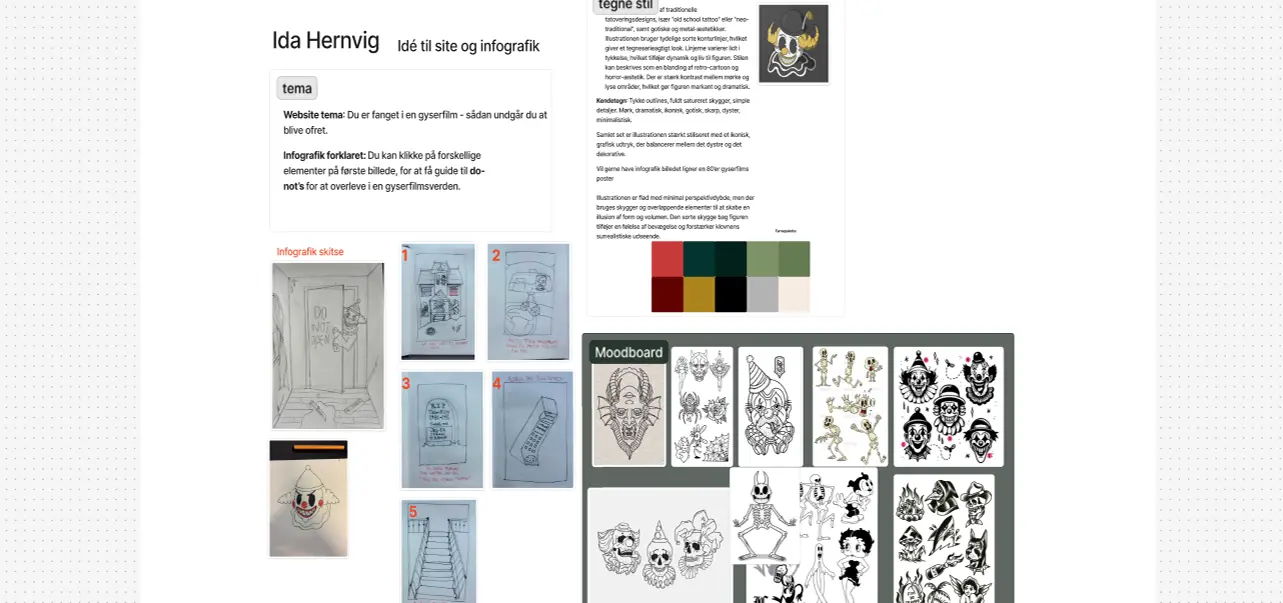 Ida Hernvig
Idé til site og infografik
tema
Website tema: Du er fanget i en gyserfilm - sådan undgår du at
blive ofret.
Infografik forklaret: Du kan klikke på forskellige
elementer på første billede, for at få guide til do-
not's for at overleve i en gyserfilmsverden.
Infografik skitse
DO
NOT
OPEN
1
2
3
RIP
4
5
tegne stil
af traditionelle
tatoveringsdesigns, især "old school tattoo" eller "neo-
traditional", samt gotiske og metal-æstetikker.
Illustrationen bruger tydelige sorte konturlinjer, hvilket
giver et tegneserieagtigt look. Linjerne varierer lidt i
tykkelse, hvilket tilføjer dynamik og liv til figuren. Stilen
kan beskrives som en blanding af retro-cartoon og
horror-æstetik. Der er stærk kontrast mellem mørke og
lyse områder, hvilket gør figuren markant og dramatisk.
Kendetegn: Tykke outlines, fuldt satureret skygger, simple
detaljer. Mørk, dramatisk, ikonisk, gotisk, skarp, dyster,
minimalistisk.
Samlet set er illustrationen stærkt stiliseret med et ikonisk,
grafisk udtryk, der balancerer mellem det dystre og det
dekorative.
Vil gerne have infografik billedet ligner en 80'er gyserfilms
poster
Illustrationen er flad med minimal perspektivdybde, men der
bruges skygger og overlappende elementer til at skabe en
illusion af form og volumen. Den sorte skygge bag figuren
tilføjer en følelse af bevægelse og forstærker klovnens
surrealistiske udseende.
Farvepalette
Moodboard